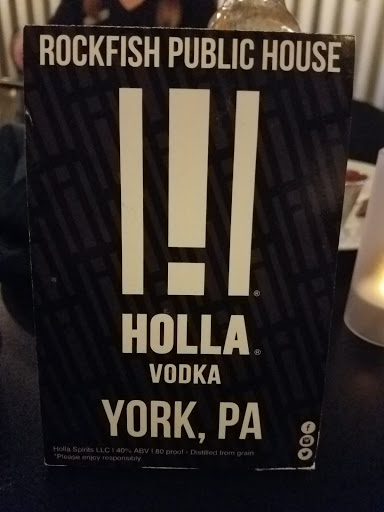 ROCKFISH PUBLIC HOUSE
HOLLA®
VODKA
YORK, PA
Holla Spirits LLC I 40% ABV I 80 proof - Distilled from grain
*Please enjoy responsibly.